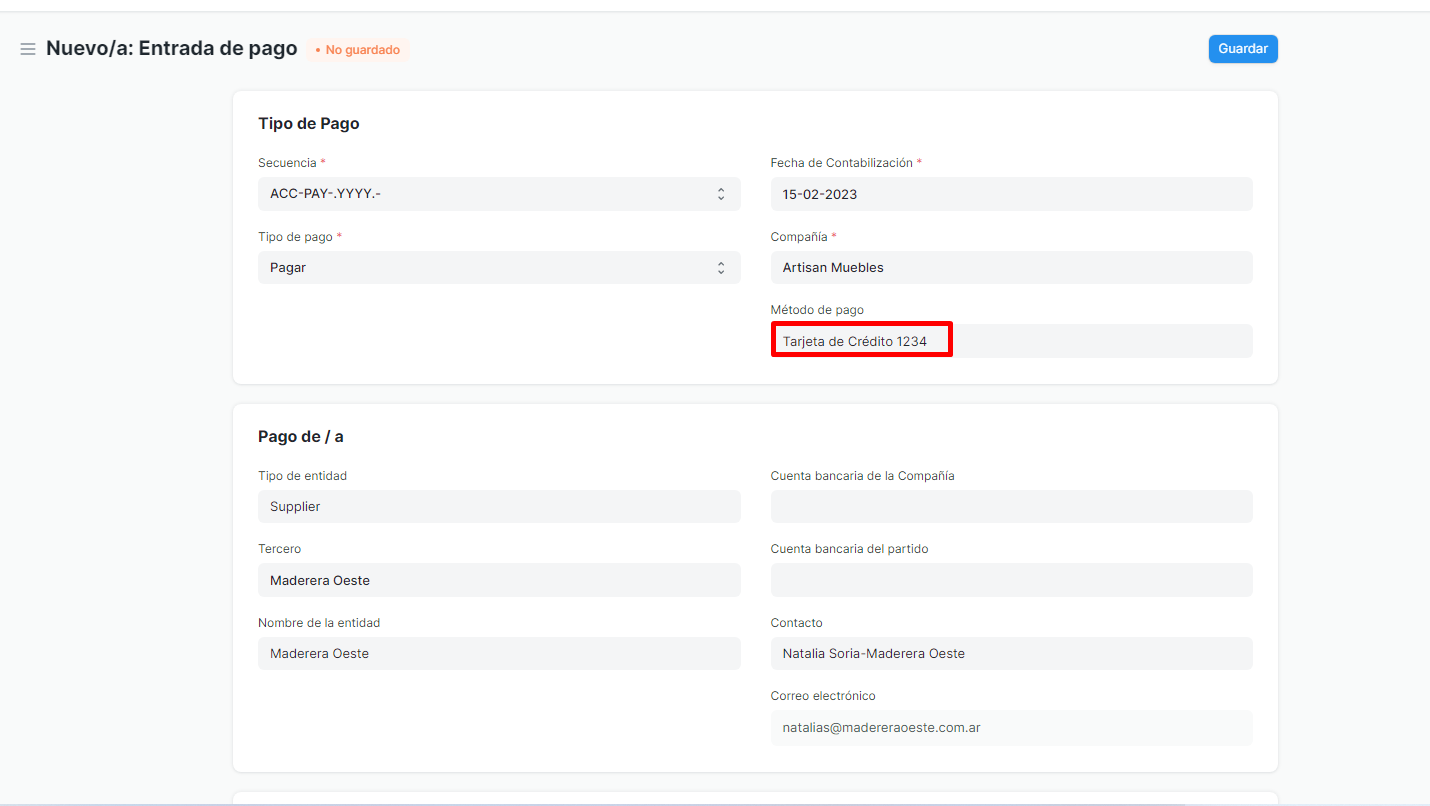 Nuevo/a: Entrada de pago
• No guardado
Guardar
Tipo de Pago
Secuencia *
ACC-PAY-.YYYY.-
Fecha de Contabilización *
15-02-2023
Tipo de pago *
Pagar
Compañía *
Artisan Muebles
Método de pago
Tarjeta de Crédito 1234
Pago de / a
Tipo de entidad
Supplier
Cuenta bancaria de la Compañía
Tercero
Maderera Oeste
Cuenta bancaria del partido
Nombre de la entidad
Maderera Oeste
Contacto
Natalia Soria-Maderera Oeste
Correo electrónico
natalias@madereraoeste.com.ar